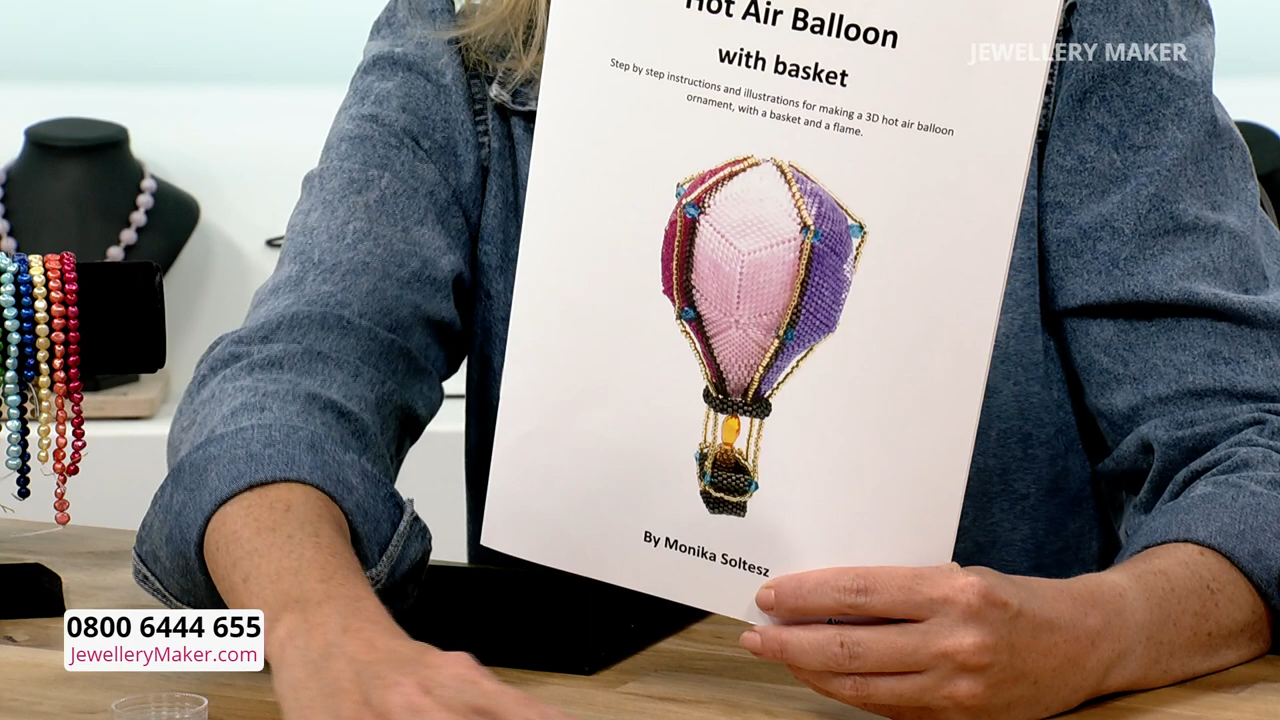 Hot Air Balloon
with basket
Step by step instructions and illustrations for making a 3D hot air balloon
ornament, with a basket and a flame.
By Monika Soltesz
JEWELLERY MAKER
0800 6444 655
JewelleryMaker.com